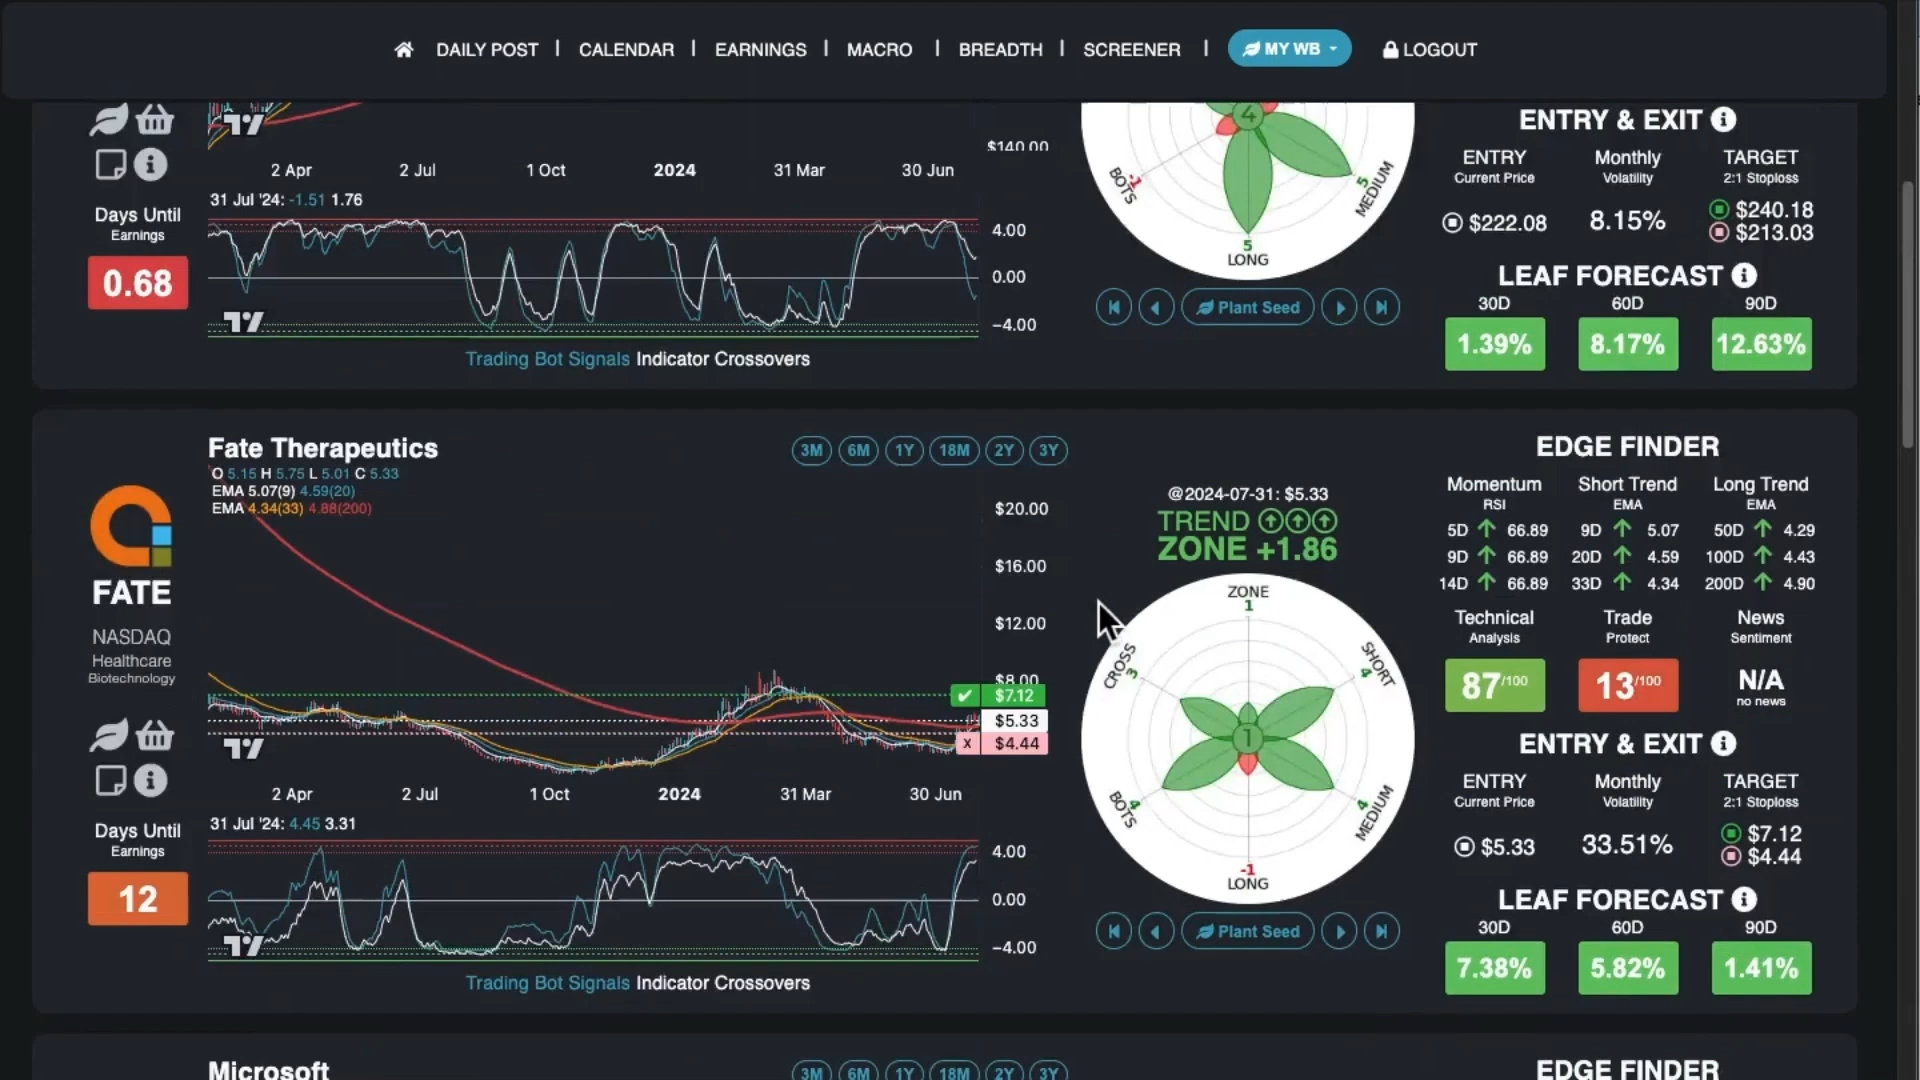 DAILY POST | CALENDAR | EARNINGS | MACRO | BREADTH | SCREENER | MY WB LOGOUT
$140.00
2 Apr 2 Jul 1 Oct 2024 31 Mar 30 Jun
Days Until
Earnings
0.68
31 Jul '24: -1.51 1.76
4.00
0.00
−4.00
Trading Bot Signals Indicator Crossovers
4
BOTS
-1
MEDIUM
5
5
LONG
Plant Seed
ENTRY & EXIT
ENTRY Monthly TARGET
Current Price Volatility 2:1 Stoploss
$222.08 8.15% $240.18
$213.03
LEAF FORECAST
30D 60D 90D
1.39% 8.17% 12.63%
Fate Therapeutics
3M 6M 1Y 18M 2Y 3Y
O 5.15 H 5.75 L 5.01 C 5.33
EMA 5.07(9) 4.59(20)
EMA 4.34(33) 4.88(200)
FATE
NASDAQ
Healthcare
Biotechnology
Days Until
Earnings
12
$20.00
$16.00
$12.00
$8.00
$7.12
$5.33
x $4.44
2 Apr 2 Jul 1 Oct 2024 31 Mar 30 Jun
31 Jul '24: 4.45 3.31
4.00
0.00
−4.00
Trading Bot Signals Indicator Crossovers
@2024-07-31: $5.33
TREND
ZONE +1.86
ZONE
1
CROSS
3
SHORT
4
1
BOTS
4
MEDIUM
4
-1
LONG
Plant Seed
EDGE FINDER
Momentum Short Trend Long Trend
RSI EMA EMA
5D 66.89 9D 5.07 50D 4.29
9D 66.89 20D 4.59 100D 4.43
14D 66.89 33D 4.34 200D 4.90
Technical Trade News
Analysis Protect Sentiment
87/100 13/100 N/A
no news
ENTRY & EXIT
ENTRY Monthly TARGET
Current Price Volatility 2:1 Stoploss
$5.33 33.51% $7.12
$4.44
LEAF FORECAST
30D 60D 90D
7.38% 5.82% 1.41%
Microsoft
3M 6M 1Y 18M 2Y 3Y
EDGE FINDER